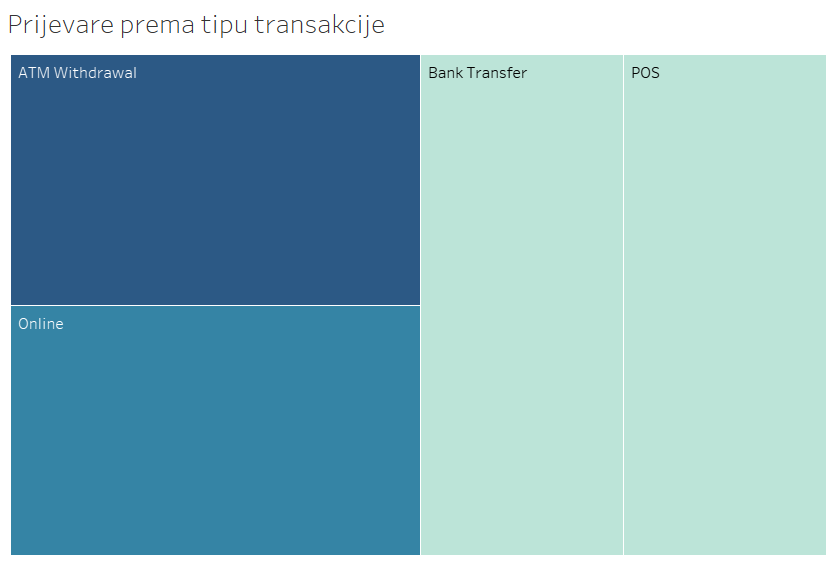 Prijevare prema tipu transakcije
ATM Withdrawal
Bank Transfer
POS
Online